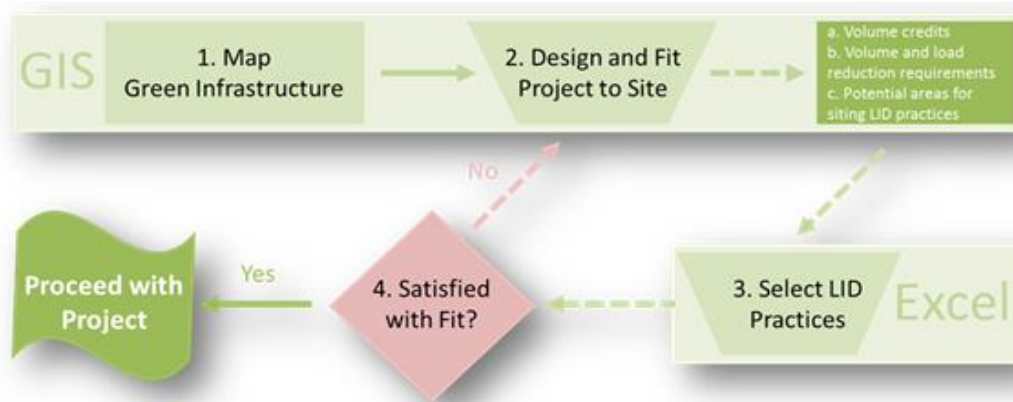 GIS
1. Map
Green Infrastructure
2. Design and Fit
Project to Site
a. Volume credits
b. Volume and load
reduction requirements
c. Potential areas for
siting LID practices
No
Proceed with
Project
Yes
4. Satisfied
with Fit?
3. Select LID
Practices
Excel